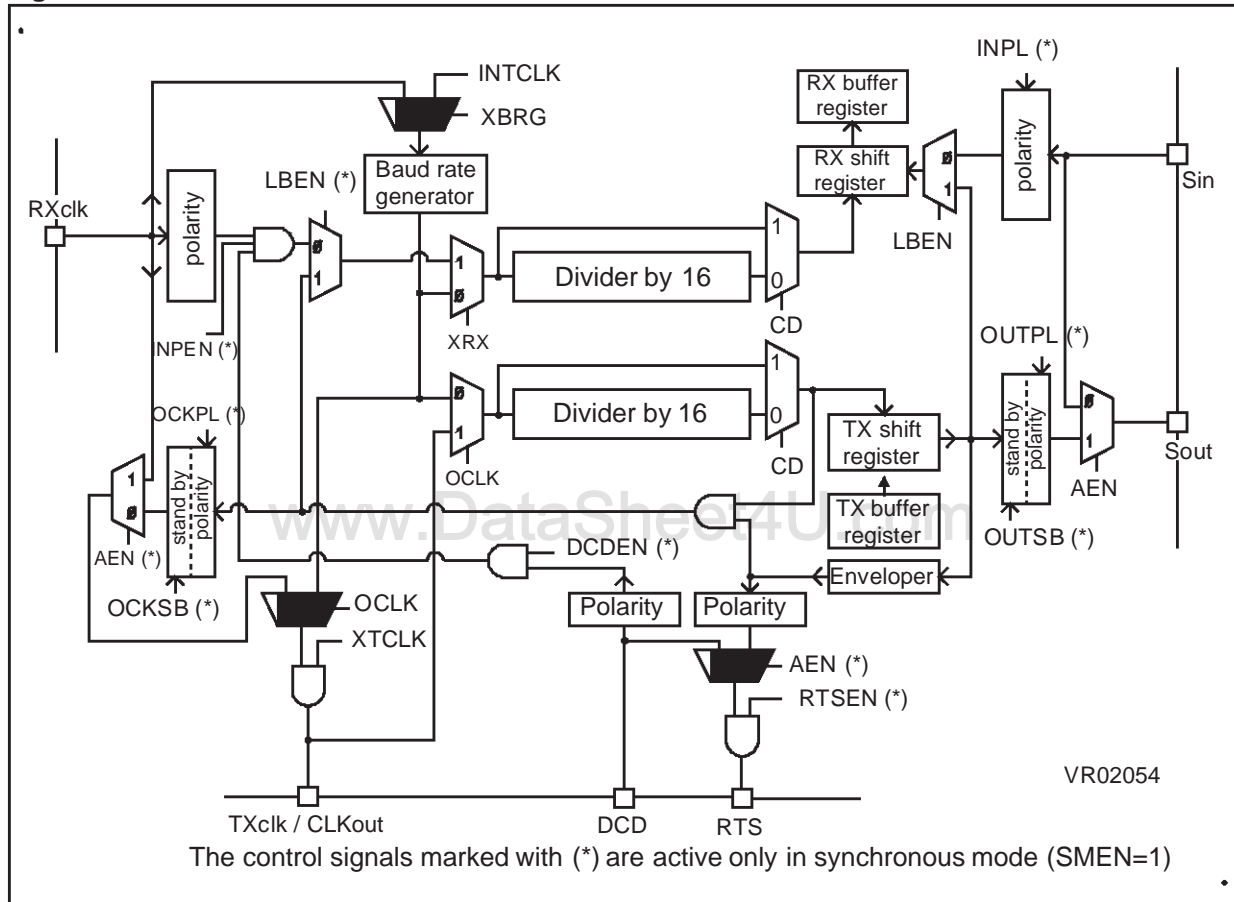 INTCLK
XBRG
INPL (*)
RX buffer
register
RX shift
register
polarity
Sin
LBEN (*)
Baud rate
generator
RXclk
polarity
0
1
LBEN
0
1
1
0
XRX
Divider by 16
1
0
CD
INPEN (*)
OUTPL (*)
OCKPL (*)
0
1
OCLK
Divider by 16
1
0
CD
TX shift
register
stand by
polarity
0
1
AEN
Sout
1
0
AEN (*)
stand by
polarity
OCKSB (*)
www.DataSheet4U.com
TX buffer
register
OUTSB (*)
DCDEN (*)
Enveloper
OCLK
XTCLK
Polarity
Polarity
AEN (*)
RTSEN (*)
VR02054
TXclk / CLKout
DCD
RTS
The control signals marked with (*) are active only in synchronous mode (SMEN=1)